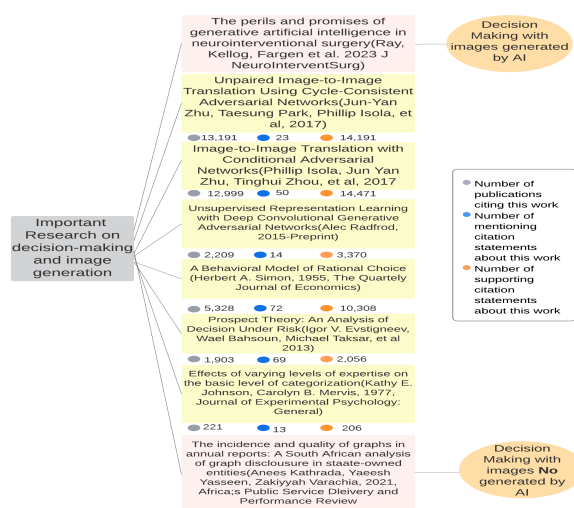 The perils and promises of
generative artificial intelligence in
neurointerventional surgery(Ray,
Kellog, Fargen et al. 2023 J
NeuroInterventSurg)
Decision
Making with
images generated
by AI
Unpaired Image-to-Image
Translation Using Cycle-Consistent
Adversarial Networks(Jun-Yan
Zhu, Taesung Park, Phillip Isola, et
al, 2017)
13,191 23 14,191
Image-to-Image Translation with
Conditional Adversarial
Networks(Phillip Isola, Jun Yan
Zhu, Tinghui Zhou, et al, 2017
12,999 50 14,471
Unsupervised Representation Learning
with Deep Convolutional Generative
Adversarial Networks(Alec Radfrod,
2015-Preprint)
2,209 14 3,370
A Behavioral Model of Rational Choice
(Herbert A. Simon, 1955, The Quartely
Journal of Economics)
5,328 72 10,308
Prospect Theory: An Analysis of
Decision Under Risk(Igor V. Evstigneev,
Wael Bahsoun, Michael Taksar, et al
2013)
1,903 69 2,056
Effects of varying levels of expertise on
the basic level of categorization(Kathy E.
Johnson, Carolyn B. Mervis, 1977,
Journal of Experimental Psychology:
General)
221 13 206
The incidence and quality of graphs in
annual reports: A South African analysis
of graph disclousure in staate-owned
entities(Anees Kathrada, Yaeesh
Yasseen, Zakiyyah Varachia, 2021,
Africa;s Public Service Dleivery and
Performance Review
Decision
Making with
images No
generated by
AI
Important
Research on
decision-making
and image
generation
Number of
publications
citing this work
Number of
mentioning
citation
statements
about this work
Number of
supporting
citation
statements
about this work